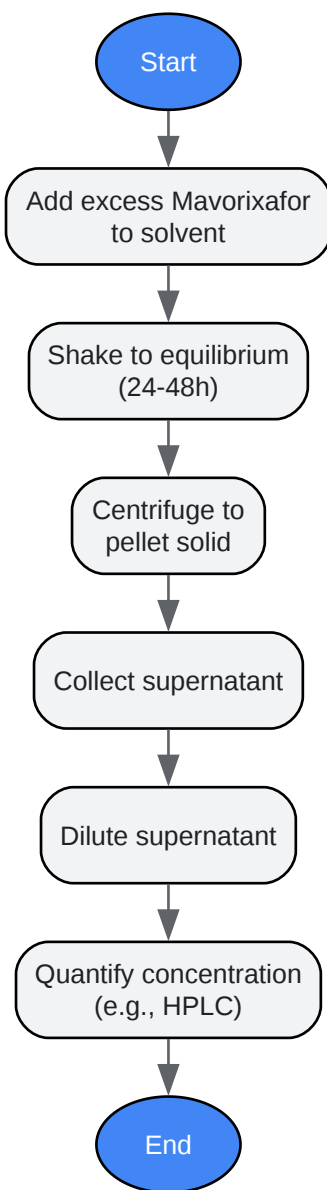 Start
Add excess Mavorixafor
to solvent
Shake to equilibrium
(24-48h)
Centrifuge to
pellet solid
Collect supernatant
Dilute supernatant
Quantify concentration
(e.g., HPLC)
End